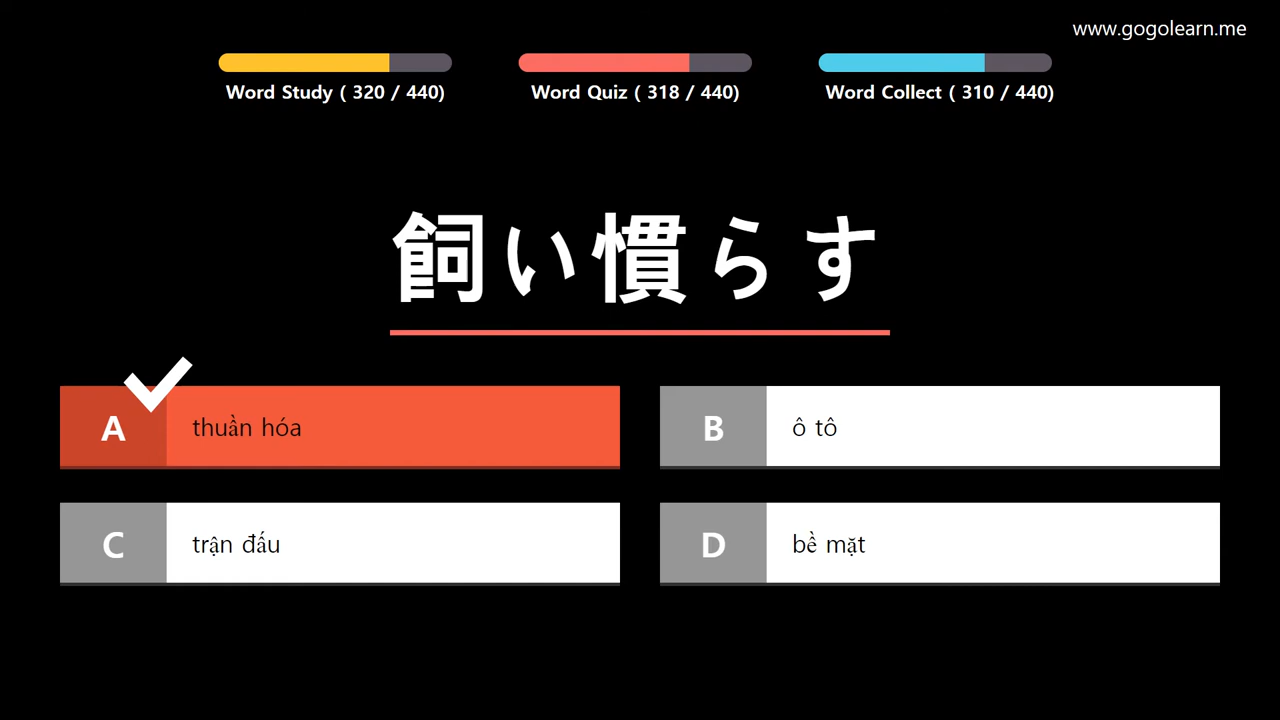 www.gogolearn.me
Word Study ( 320 / 440)
Word Quiz ( 318 / 440)
Word Collect ( 310 / 440)
飼い慣らす
A thuần hóa
B ô tô
C trận đấu
D bề mặt